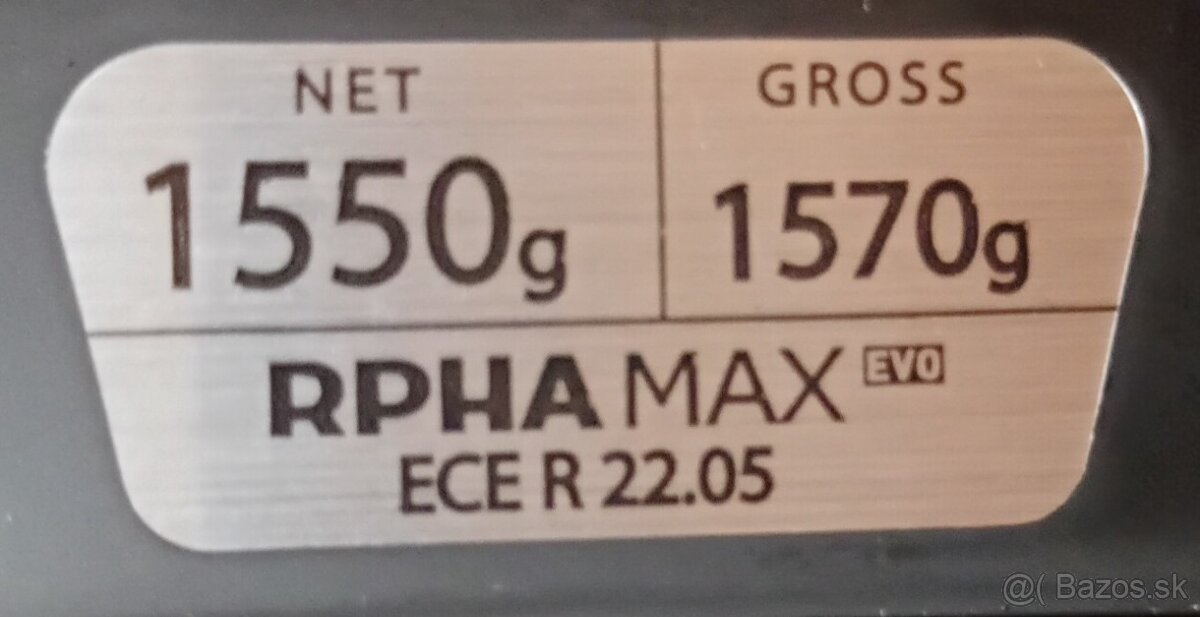 NET
1550g
GROSS
1570g
RPHA MAX EVO
ECE R 22.05
@( Bazos.sk